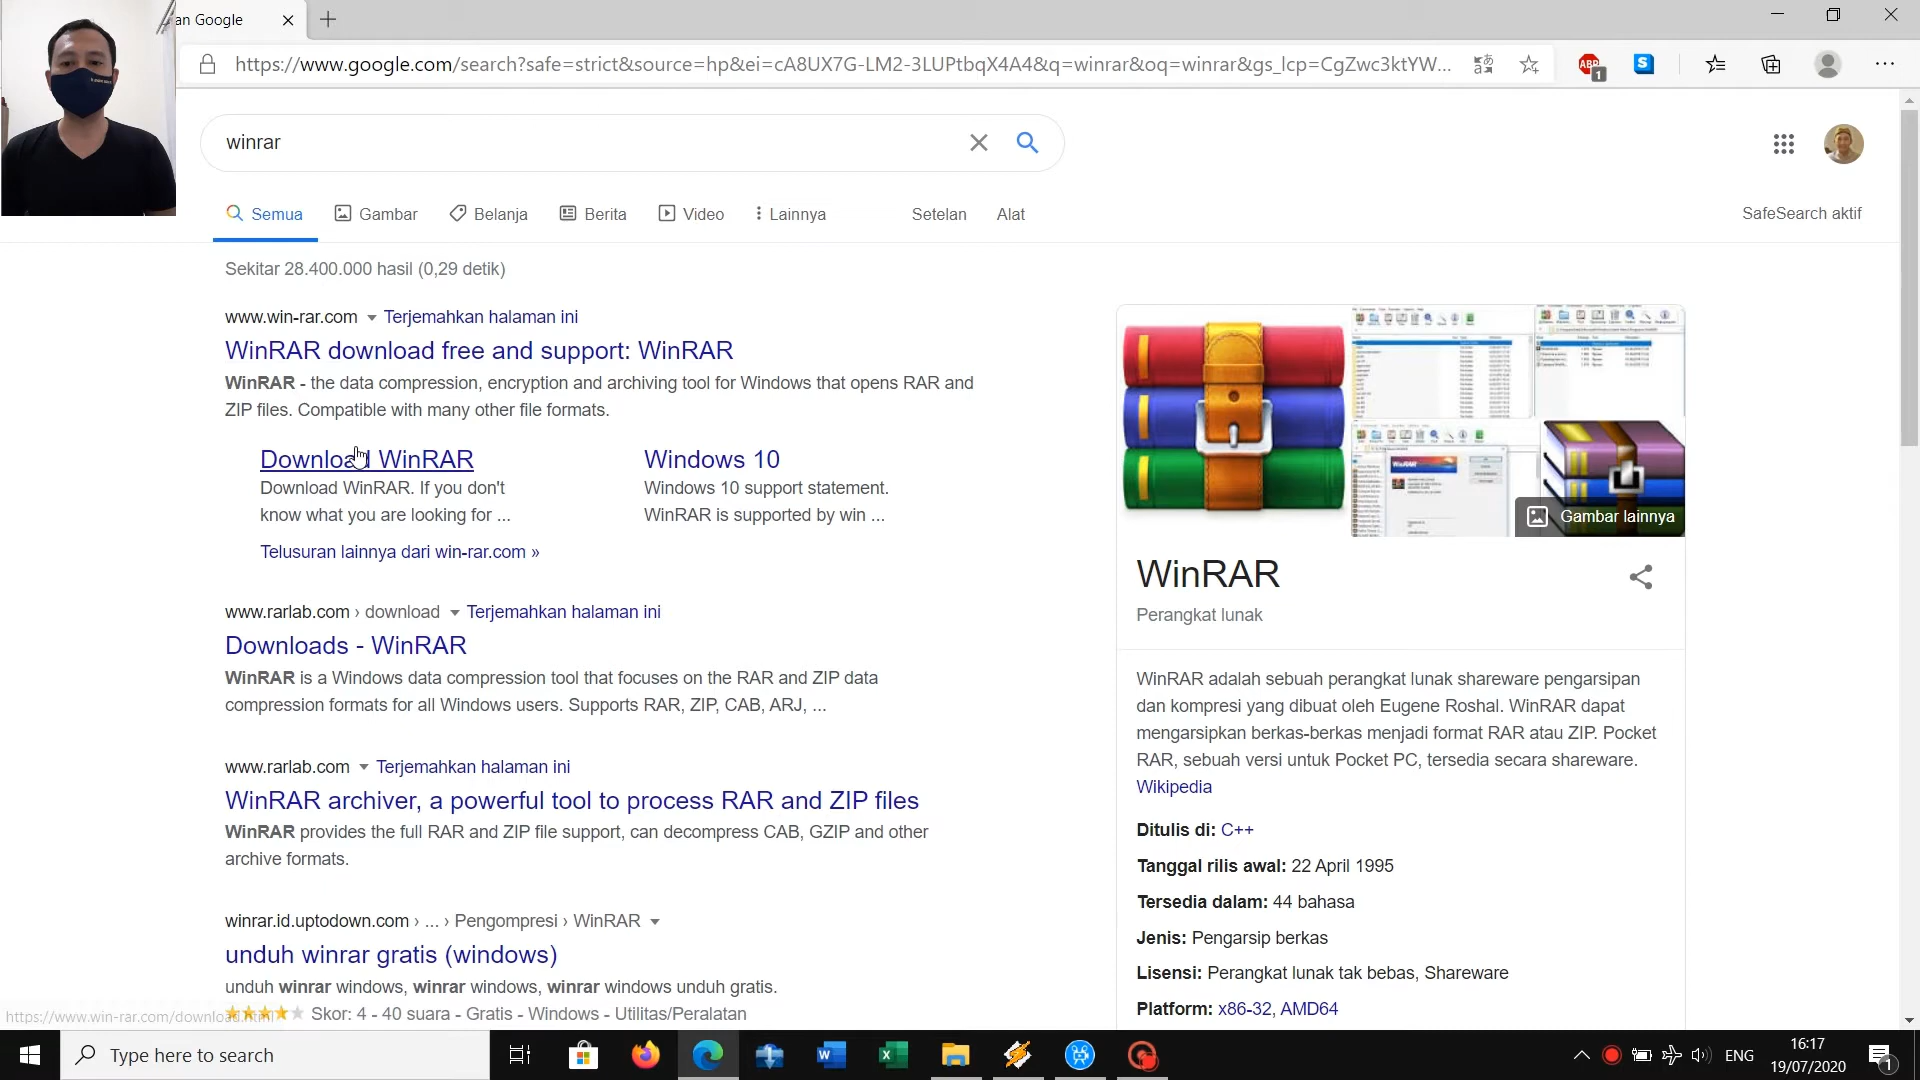 an Google
https://www.google.com/search?safe=strict&source=hp&ei=cA8UX7G-LM2-3LUPtbqX4A4&q=winrar&oq=winrar&gs_lcp=CgZwc3ktYW...
ABP
1
S
winrar
Semua
Gambar
Belanja
Berita
Video
Lainnya
Setelan
Alat
SafeSearch aktif
Sekitar 28.400.000 hasil (0,29 detik)
www.win-rar.com Terjemahkan halaman ini
WinRAR download free and support: WinRAR
WinRAR - the data compression, encryption and archiving tool for Windows that opens RAR and
ZIP files. Compatible with many other file formats.
Download WinRAR
Download WinRAR. If you don't
know what you are looking for ...
Windows 10
Windows 10 support statement.
WinRAR is supported by win ...
Telusuran lainnya dari win-rar.com »
www.rarlab.com › download Terjemahkan halaman ini
Downloads - WinRAR
WinRAR is a Windows data compression tool that focuses on the RAR and ZIP data
compression formats for all Windows users. Supports RAR, ZIP, CAB, ARJ, ...
www.rarlab.com Terjemahkan halaman ini
WinRAR archiver, a powerful tool to process RAR and ZIP files
WinRAR provides the full RAR and ZIP file support, can decompress CAB, GZIP and other
archive formats.
winrar.id.uptodown.com › ... › Pengompresi › WinRAR
unduh winrar gratis (windows)
unduh winrar windows, winrar windows, winrar windows unduh gratis.
Skor: 4 - 40 suara - Gratis - Windows - Utilitas/Peralatan
https://www.win-rar.com/download.html
Gambar lainnya
WinRAR
Perangkat lunak
WinRAR adalah sebuah perangkat lunak shareware pengarsipan
dan kompresi yang dibuat oleh Eugene Roshal. WinRAR dapat
mengarsipkan berkas-berkas menjadi format RAR atau ZIP. Pocket
RAR, sebuah versi untuk Pocket PC, tersedia secara shareware.
Wikipedia
Ditulis di: C++
Tanggal rilis awal: 22 April 1995
Tersedia dalam: 44 bahasa
Jenis: Pengarsip berkas
Lisensi: Perangkat lunak tak bebas, Shareware
Platform: x86-32, AMD64
Type here to search
ENG
16:17
19/07/2020
1